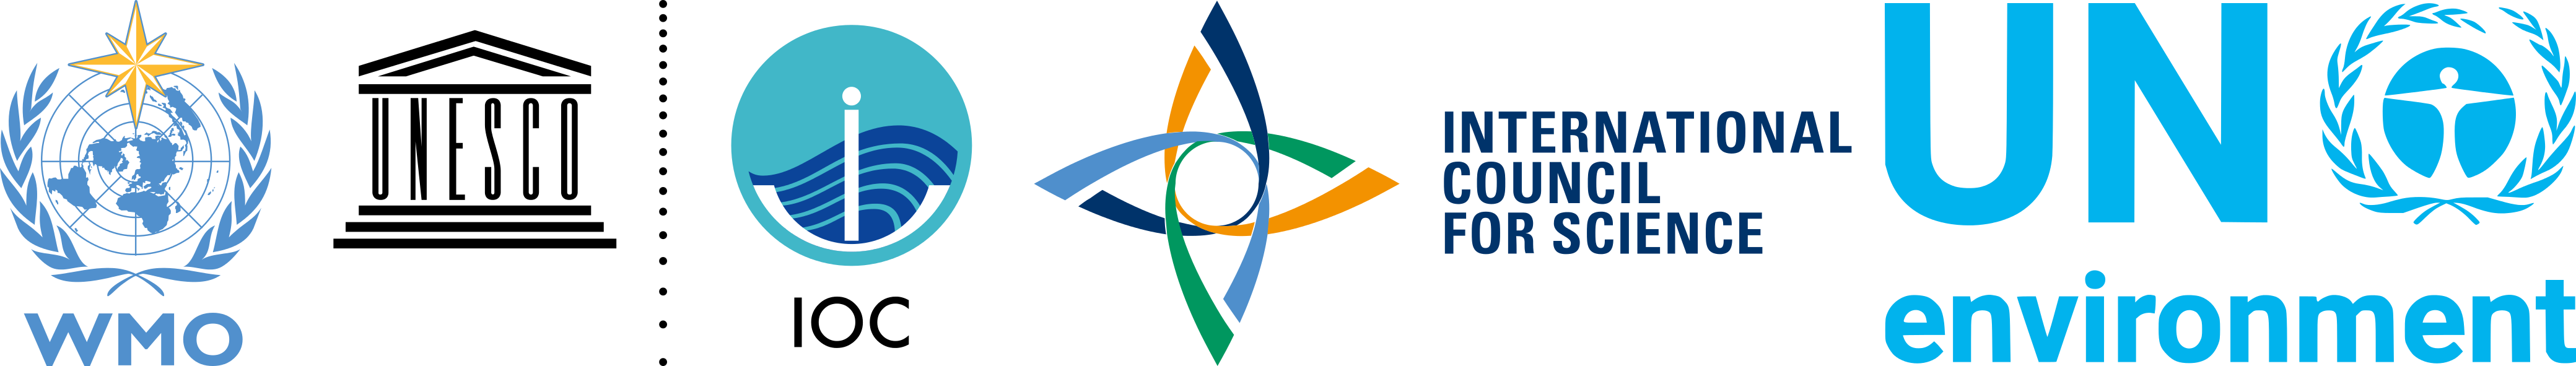 WMO
UNESCO
IOC
INTERNATIONAL
COUNCIL
FOR SCIENCE
UN
environment